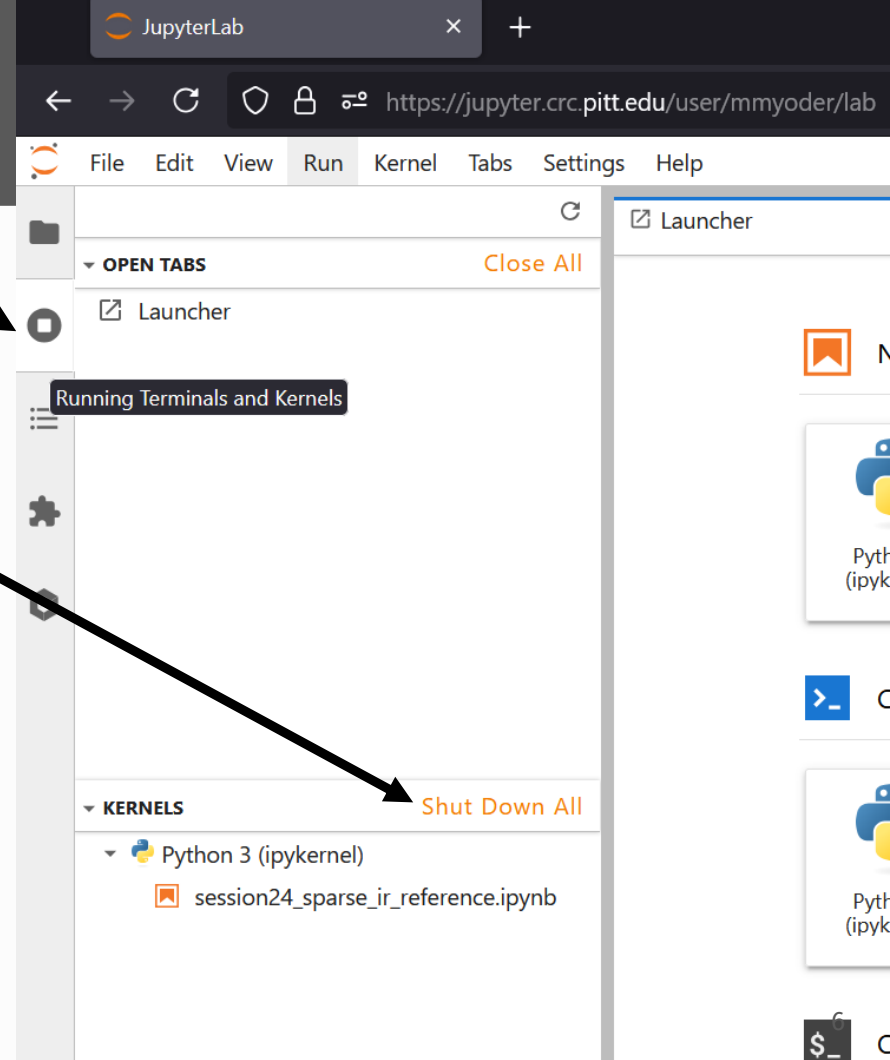 JupyterLab
https://jupyter.crc.pitt.edu/user/mmyoder/lab
File Edit View Run Kernel Tabs Settings Help
Launcher
OPEN TABS Close All
Launcher
Running Terminals and Kernels
KERNELS Shut Down All
Python 3 (ipykernel)
session24_sparse_ir_reference.ipynb
6
$_